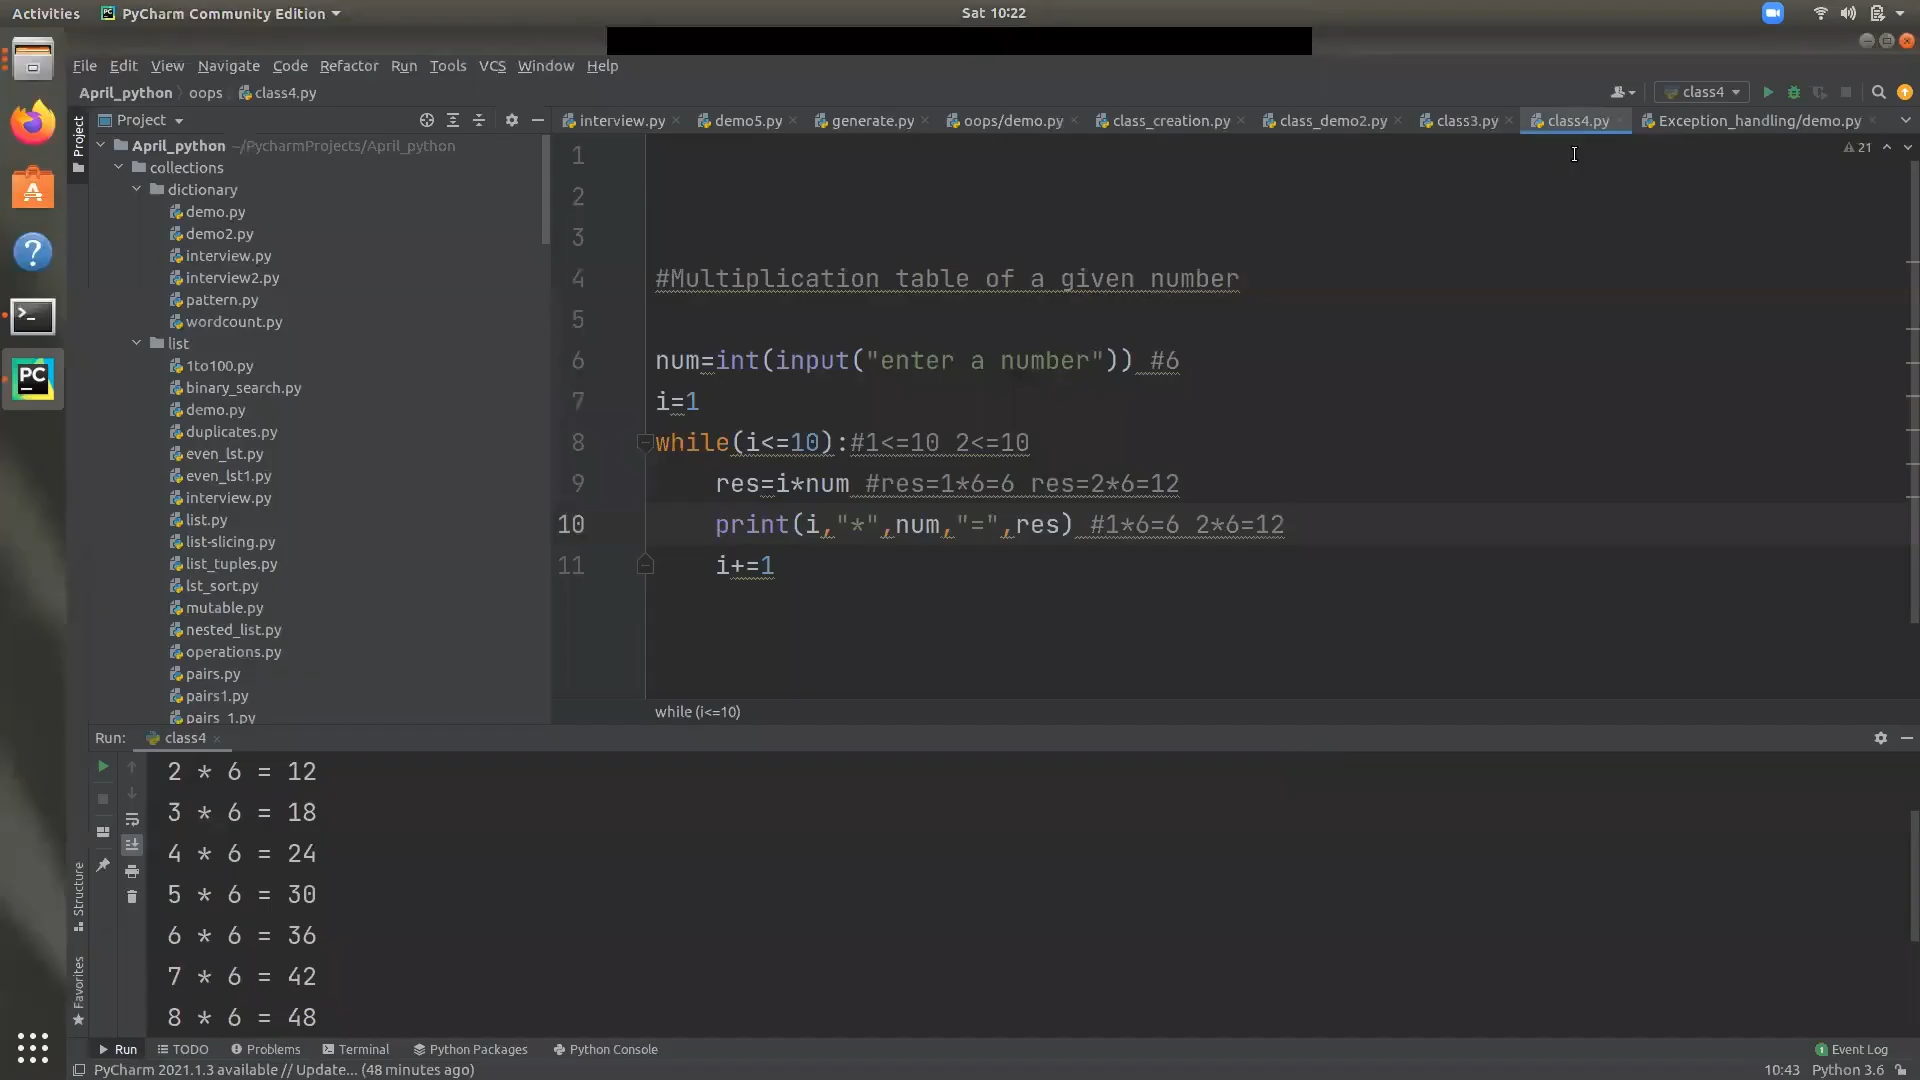 Activities PyCharm Community Edition Sat 10:22
File Edit View Navigate Code Refactor Run Tools VCS Window Help
April_python oops class4.py class4
Project interview.py demo5.py generate.py oops/demo.py class_creation.py class_demo2.py class3.py class4.py Exception_handling/demo.py
Project
April_python ~/PycharmProjects/April_python
collections
dictionary
demo.py
demo2.py
interview.py
interview2.py
pattern.py
wordcount.py
list
1to100.py
binary_search.py
demo.py
duplicates.py
even_lst.py
even_lst1.py
interview.py
list.py
list-slicing.py
list_tuples.py
lst_sort.py
mutable.py
nested_list.py
operations.py
pairs.py
pairs1.py
pairs_1.py
21
1
2
3
4 #Multiplication table of a given number
5
6 num=int(input("enter a number")) #6
7 i=1
8 while(i<=10):#1<=10 2<=10
9 res=i*num #res=1*6=6 res=2*6=12
10 print(i,"*",num,"=",res) #1*6=6 2*6=12
11 i+=1
while (i<=10)
Run: class4
2 * 6 = 12
3 * 6 = 18
4 * 6 = 24
5 * 6 = 30
6 * 6 = 36
7 * 6 = 42
8 * 6 = 48
Structure
Favorites
Run TODO Problems Terminal Python Packages Python Console 1 Event Log
PyCharm 2021.1.3 available // Update... (48 minutes ago) 10:43 Python 3.6